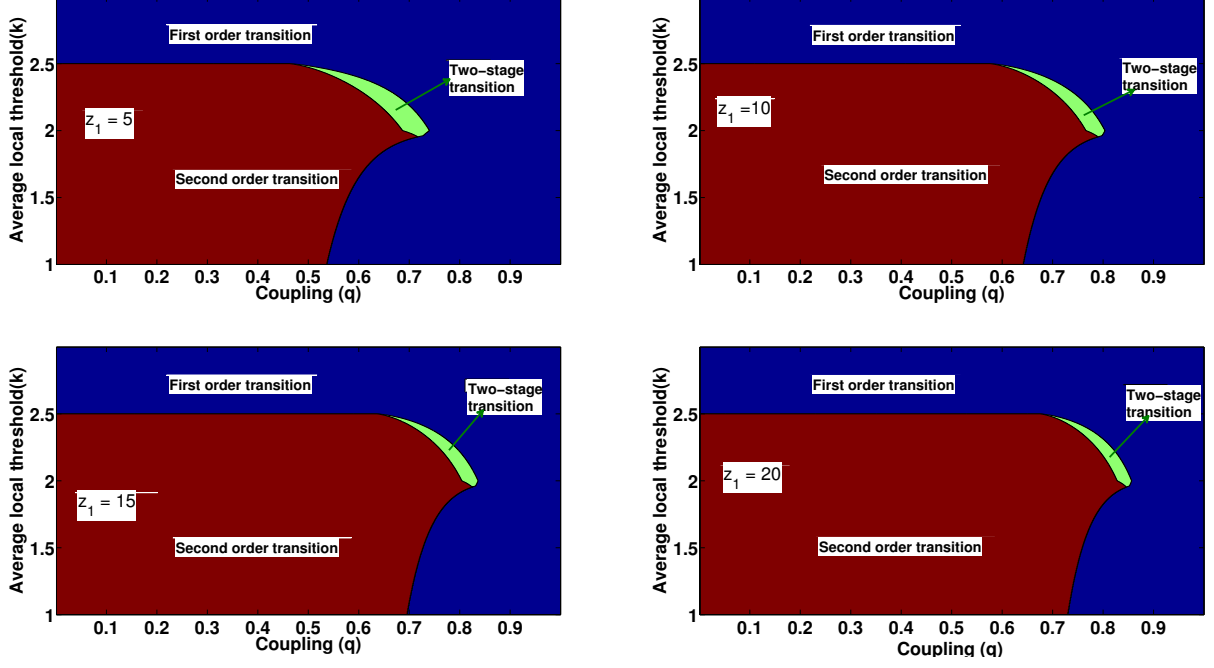 First order transition
Two−stage
transition
z_1 = 5
Second order transition
Average local threshold(k)
2.5
2
1.5
1
0.1 0.2 0.3 0.4 0.5 0.6 0.7 0.8 0.9
Coupling (q)
First order transition
Two−stage
transition
z_1 =10
Second order transition
Average local threshold(k)
2.5
2
1.5
1
0.1 0.2 0.3 0.4 0.5 0.6 0.7 0.8 0.9
Coupling (q)
First order transition
Two−stage
transition
z_1 = 15
Second order transition
Average local threshold(k)
2.5
2
1.5
1
0.1 0.2 0.3 0.4 0.5 0.6 0.7 0.8 0.9
Coupling (q)
First order transition
Two−stage
transition
z_1 = 20
Second order transition
Average local threshold(k)
2.5
2
1.5
1
0.1 0.2 0.3 0.4 0.5 0.6 0.7 0.8 0.9
Coupling (q)